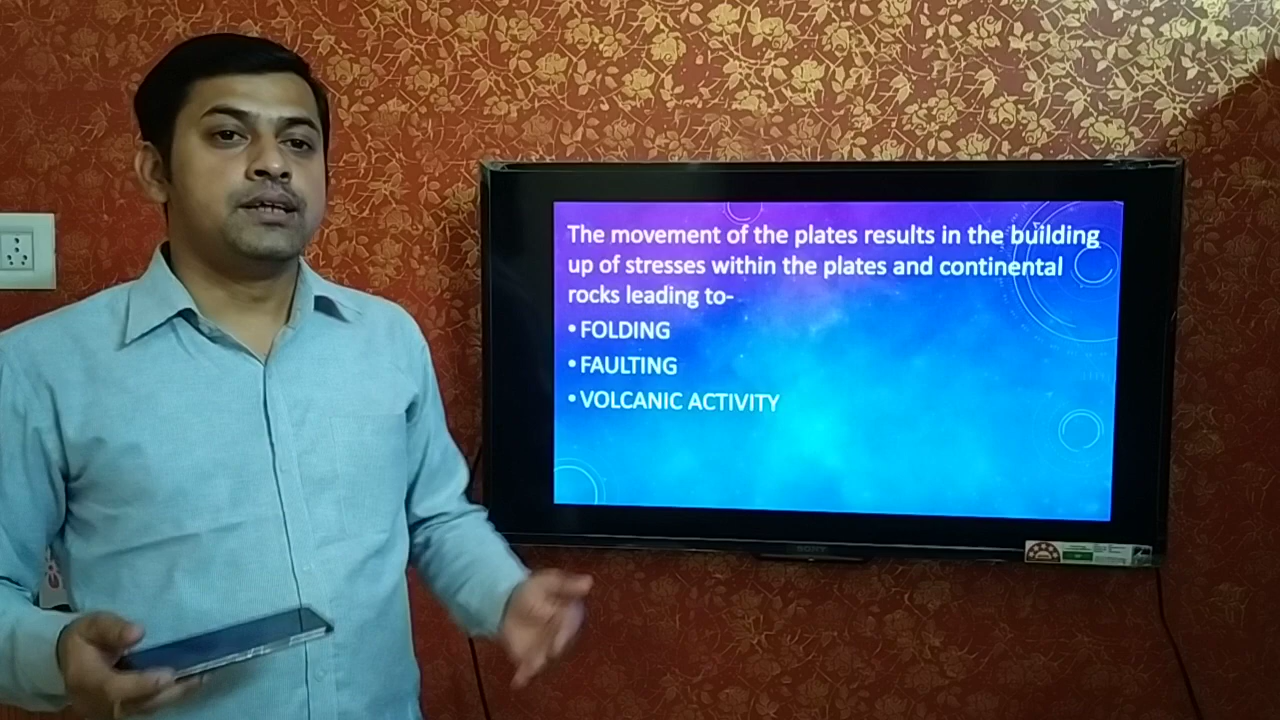 The movement of the plates results in the building
up of stresses within the plates and continental
rocks leading to-
• FOLDING
• FAULTING
• VOLCANIC ACTIVITY
SONY